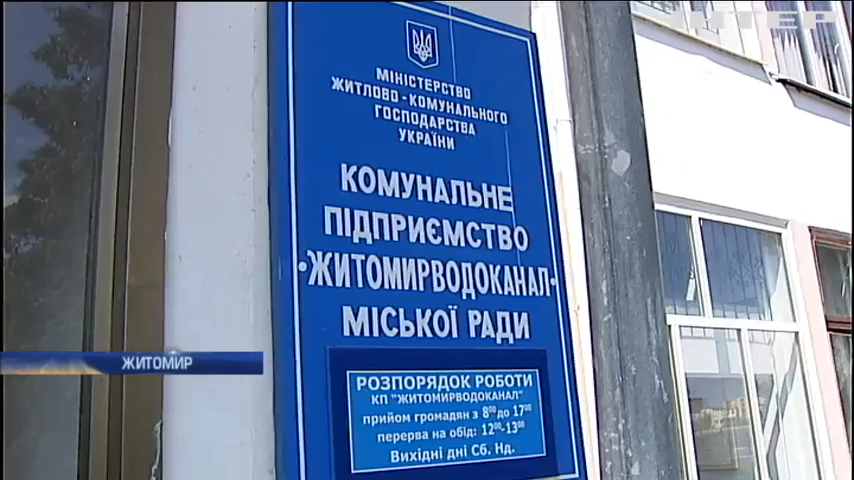 ІНТЕР
МІНІСТЕРСТВО
ЖИТЛОВО-КОМУНАЛЬНОГО
ГОСПОДАРСТВА
УКРАЇНИ
КОМУНАЛЬНЕ
ПІДПРИЄМСТВО
·ЖИТОМИРВОДОКАНАЛ·
МІСЬКОЇ РАДИ
РОЗПОРЯДОК РОБОТИ
КП "ЖИТОМИРВОДОКАНАЛ"
прийом громадян з 8⁰⁰ до 17⁰⁰
перерва на обід: 12⁰⁰-13⁰⁰
Вихідні дні Сб. Нд.
ЖИТОМИР